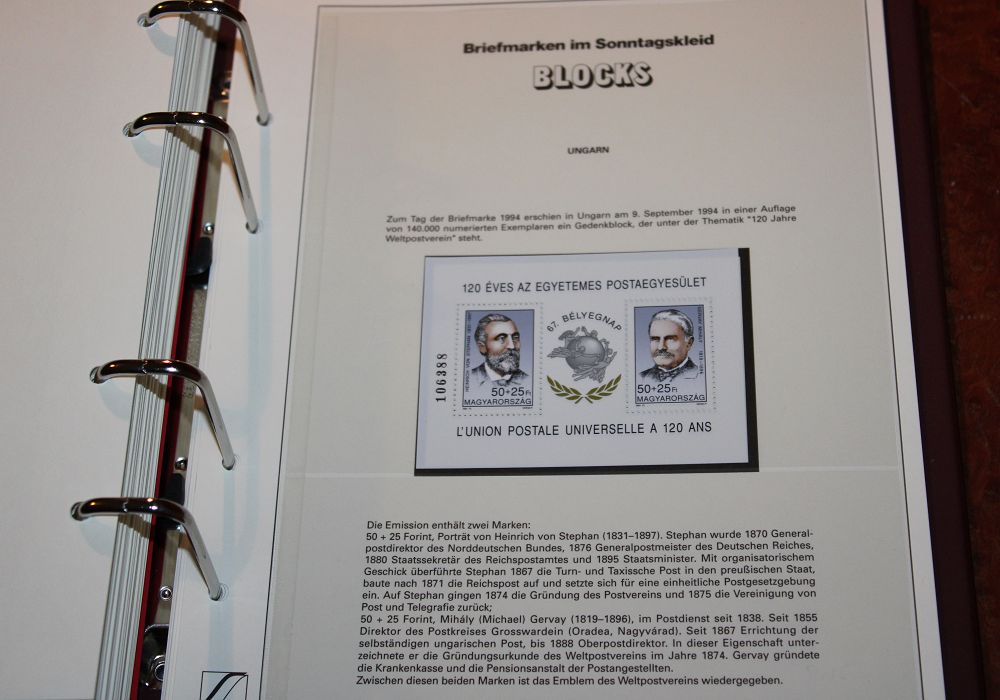 Briefmarken im Sonntagskleid
BLOCKS
UNGARN
Zum Tag der Briefmarke 1994 erschien in Ungarn am 9. September 1994 in einer Auflage
von 140.000 numerierten Exemplaren ein Gedenkblock, der unter der Thematik "120 Jahre
Weltpostverein" steht.
120 ÉVES AZ EGYETEMES POSTAEGYESÜLET
67. BÉLYEGNAP
106388
HEINRICH VON STEPHAN 1831-1897
50+25Ft
MAGYARORSZÁG
GERVAY MIHÁLY
50+25Ft
MAGYARORSZÁG
L'UNION POSTALE UNIVERSELLE A 120 ANS
Die Emission enthält zwei Marken:
50 + 25 Forint, Porträt von Heinrich von Stephan (1831–1897). Stephan wurde 1870 General-
postdirektor des Norddeutschen Bundes, 1876 Generalpostmeister des Deutschen Reiches,
1880 Staatssekretär des Reichspostamtes und 1895 Staatsminister. Mit organisatorischem
Geschick überführte Stephan 1867 die Turn- und Taxissche Post in den preußischen Staat,
baute nach 1871 die Reichspost auf und setzte sich für eine einheitliche Postgesetzgebung
ein. Auf Stephan gingen 1874 die Gründung des Postvereins und 1875 die Vereinigung von
Post und Telegrafie zurück;
50 + 25 Forint, Mihály (Michael) Gervay (1819–1896), im Postdienst seit 1838. Seit 1855
Direktor des Postkreises Grosswardein (Oradea, Nagyvárad). Seit 1867 Errichtung der
selbständigen ungarischen Post, bis 1888 Oberpostdirektor. In dieser Eigenschaft unter-
zeichnete er die Gründungsurkunde des Weltpostvereins im Jahre 1874. Gervay gründete
die Krankenkasse und die Pensionsanstalt der Postangestellten.
Zwischen diesen beiden Marken ist das Emblem des Weltpostvereins wiedergegeben.